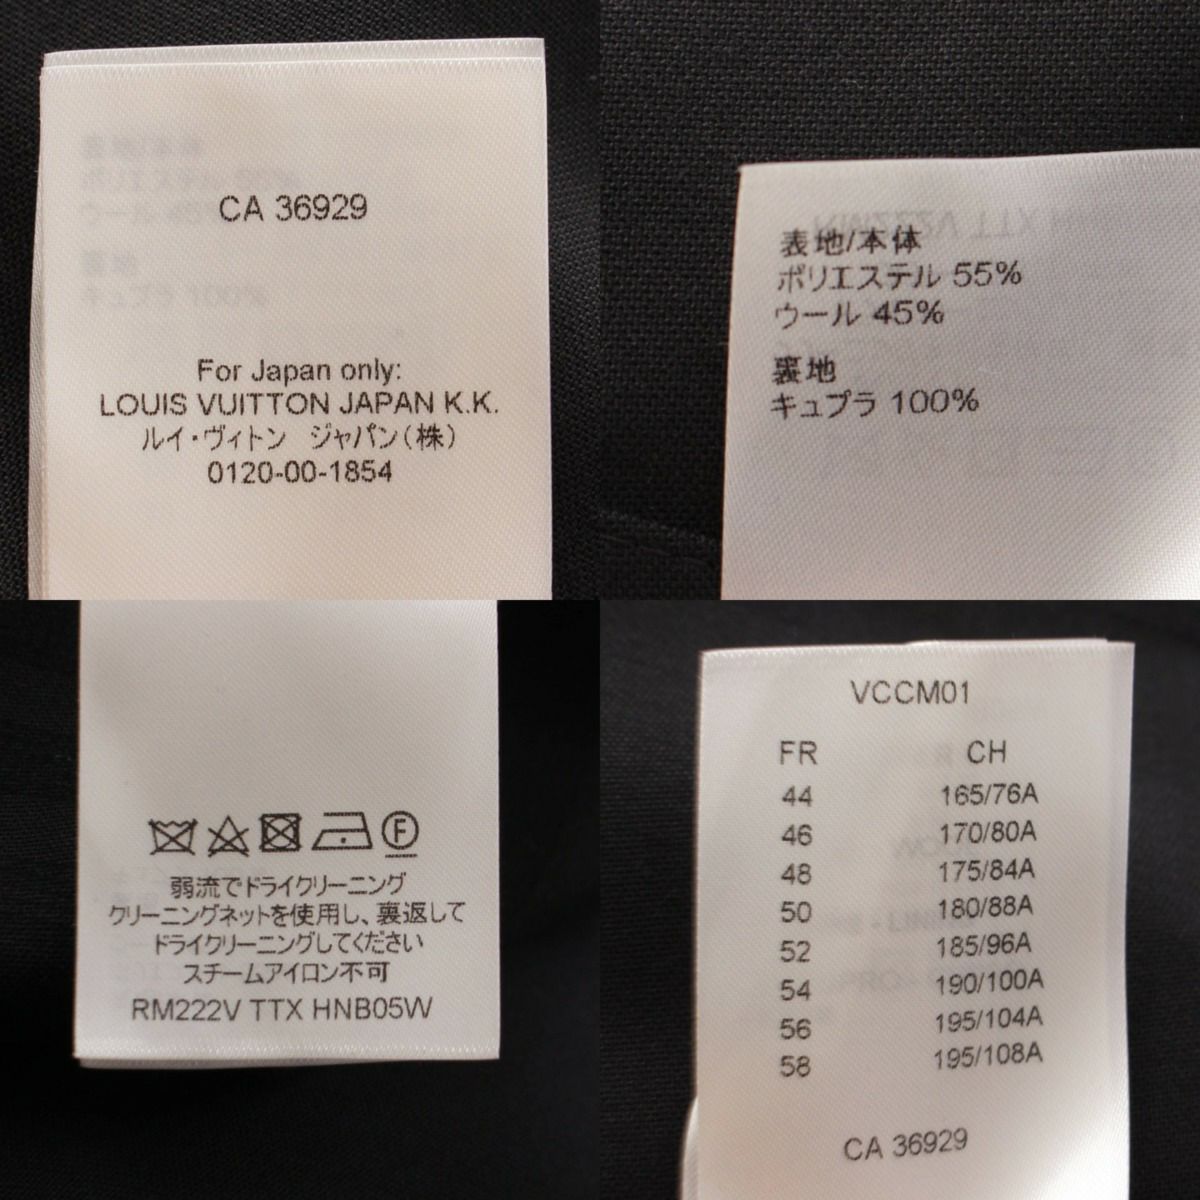 CA 36929
For Japan only:
LOUIS VUITTON JAPAN K.K.
ルイ・ヴィトン ジャパン(株)
0120-00-1854
表地/本体
ポリエステル 55%
ウール 45%
裏地
キュプラ 100%
F
弱流でドライクリーニング
クリーニングネットを使用し、裏返して
ドライクリーニングしてください
スチームアイロン不可
RM222V TTX HNB05W
VCCM01
FR CH
44 165/76A
46 170/80A
48 175/84A
50 180/88A
52 185/96A
54 190/100A
56 195/104A
58 195/108A
CA 36929